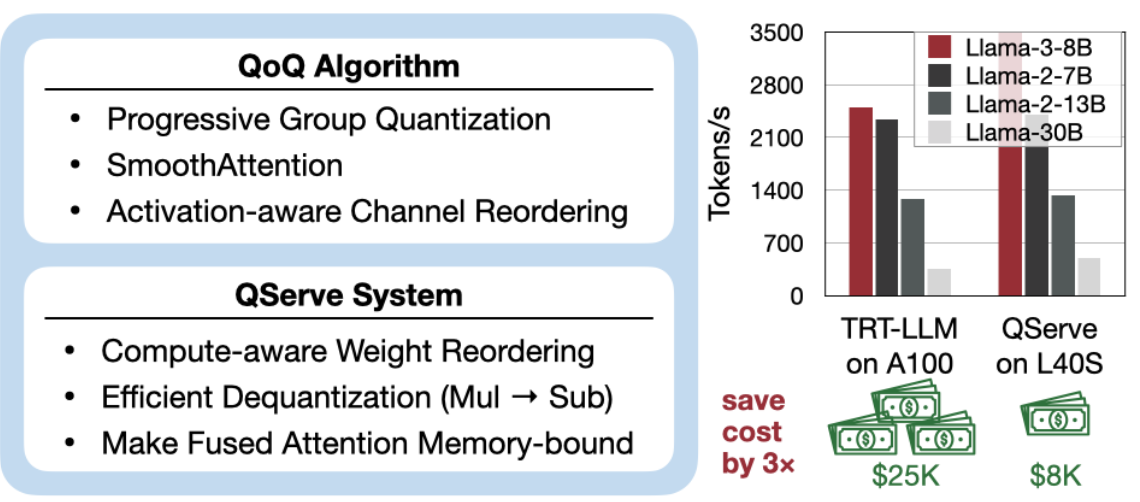 QoQ Algorithm
• Progressive Group Quantization
• SmoothAttention
• Activation-aware Channel Reordering
QServe System
• Compute-aware Weight Reordering
• Efficient Dequantization (Mul → Sub)
• Make Fused Attention Memory-bound
Tokens/s
3500
2800
2100
1400
700
0
Llama-3-8B
Llama-2-7B
Llama-2-13B
Llama-30B
TRT-LLM
on A100
QServe
on L40S
save
cost
by 3×
$ $ $
$
$25K
$8K